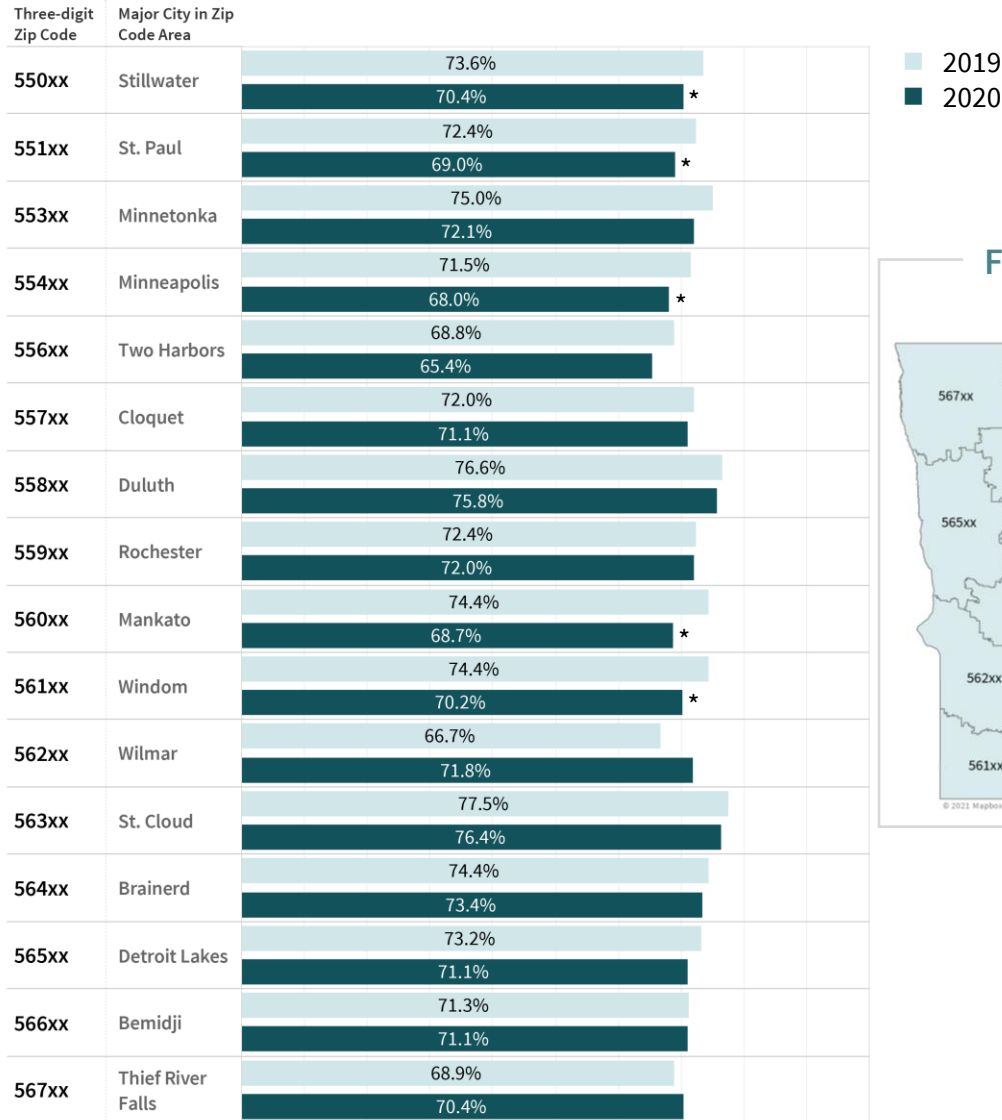 Three-digit Zip Code
Major City in Zip Code Area
2019
2020
550xx Stillwater 73.6%
70.4% *
551xx St. Paul 72.4%
69.0% *
553xx Minnetonka 75.0%
72.1%
554xx Minneapolis 71.5%
68.0% *
556xx Two Harbors 68.8%
65.4%
557xx Cloquet 72.0%
71.1%
558xx Duluth 76.6%
75.8%
559xx Rochester 72.4%
72.0%
560xx Mankato 74.4%
68.7% *
561xx Windom 74.4%
70.2% *
562xx Wilmar 66.7%
71.8%
563xx St. Cloud 77.5%
76.4%
564xx Brainerd 74.4%
73.4%
565xx Detroit Lakes 73.2%
71.1%
566xx Bemidji 71.3%
71.1%
567xx Thief River Falls 68.9%
70.4%
F
567xx
565xx
562xx
561xx
© 2021 Mapbox